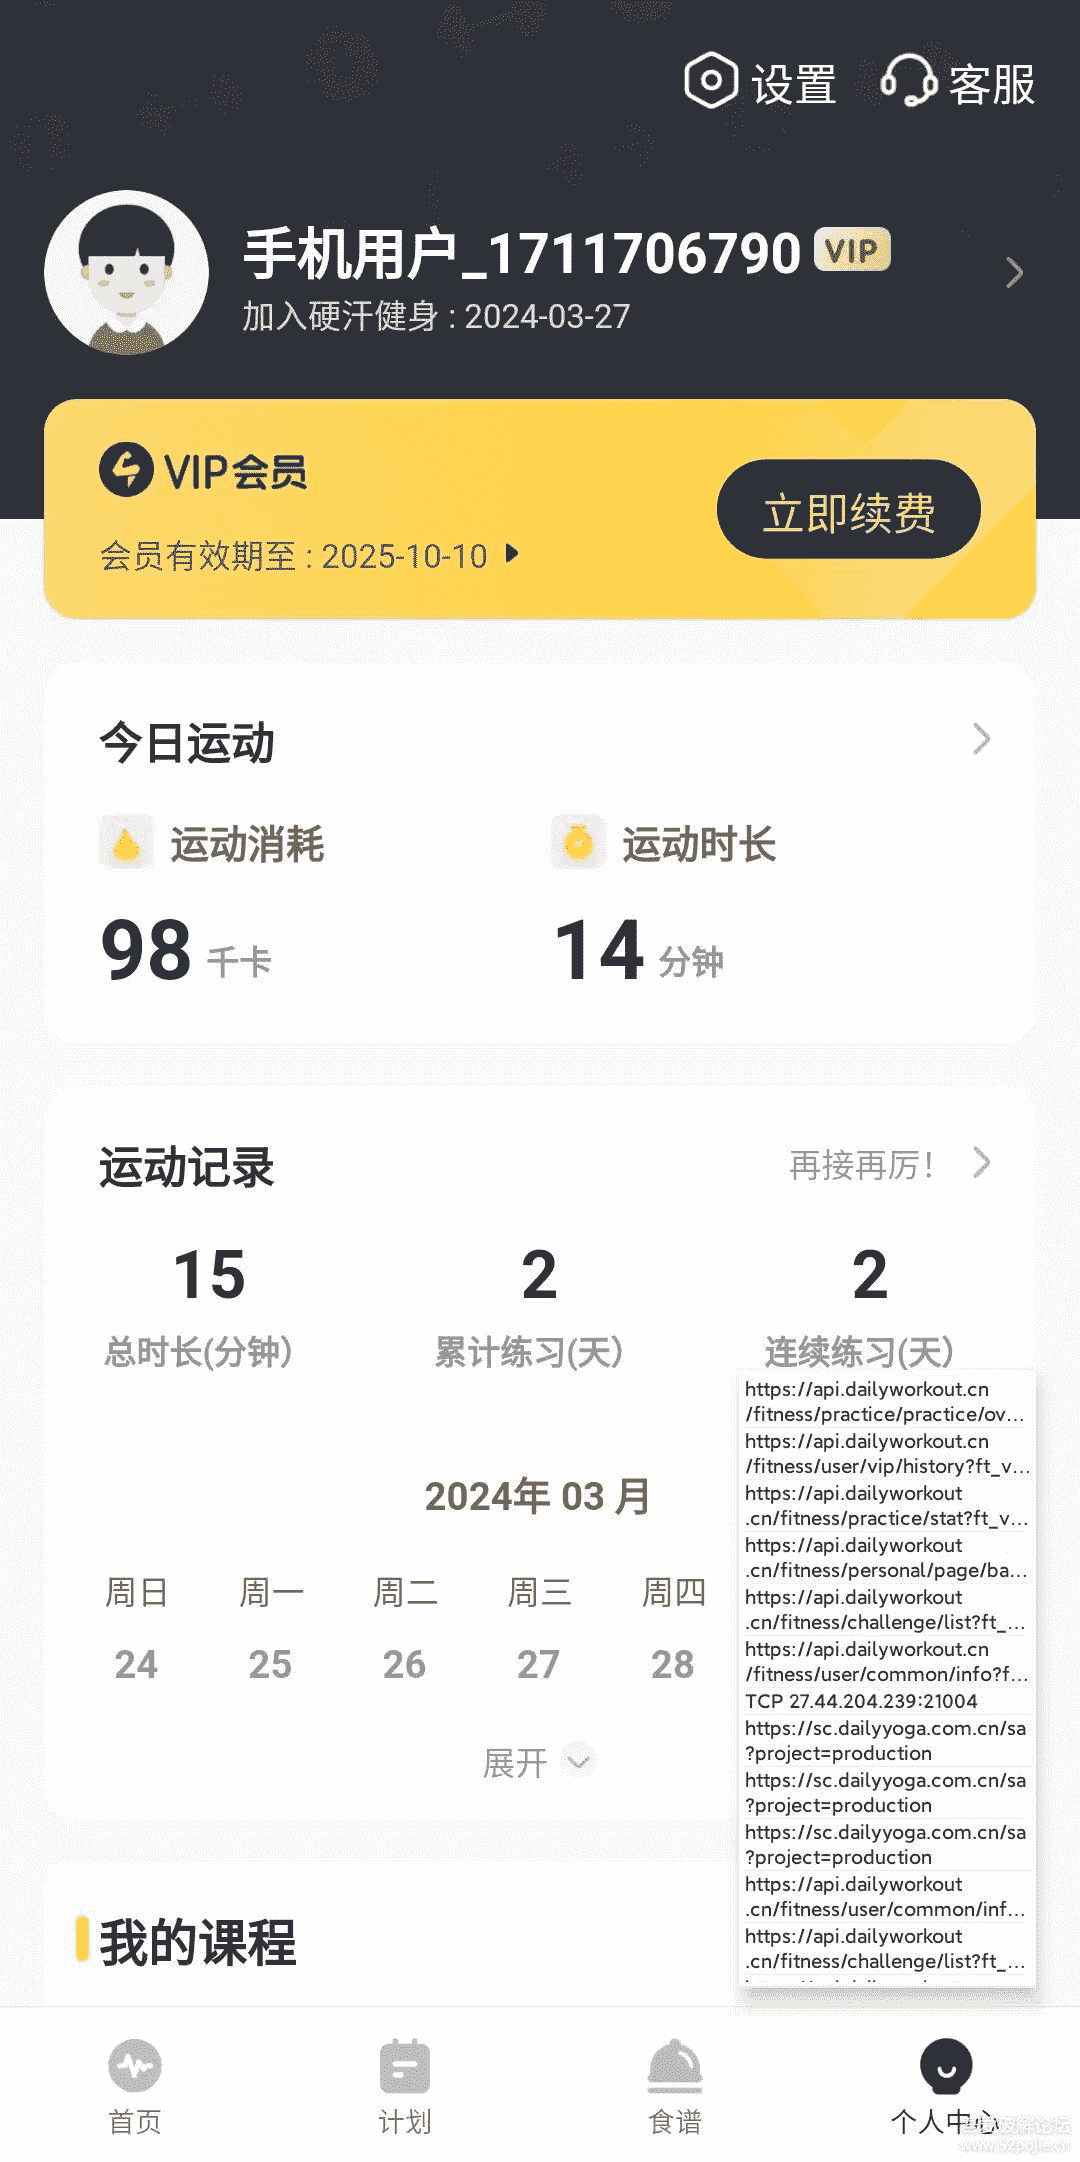 设置 客服
手机用户_1711706790 VIP
加入硬汗健身 : 2024-03-27
VIP会员
会员有效期至 : 2025-10-10
立即续费
今日运动
运动消耗 运动时长
98 千卡 14 分钟
运动记录 再接再厉!
15 2 2
总时长(分钟) 累计练习(天) 连续练习(天)
2024年 03 月
周日 周一 周二 周三 周四
24 25 26 27 28
展开
https://api.dailyworkout.cn
/fitness/practice/practice/ov...
https://api.dailyworkout.cn
/fitness/user/vip/history?ft_v...
https://api.dailyworkout
.cn/fitness/practice/stat?ft_v...
https://api.dailyworkout
.cn/fitness/personal/page/ba...
https://api.dailyworkout
.cn/fitness/challenge/list?ft_...
https://api.dailyworkout.cn
/fitness/user/common/info?f...
TCP 27.44.204.239:21004
https://sc.dailyyoga.com.cn/sa
?project=production
https://sc.dailyyoga.com.cn/sa
?project=production
https://sc.dailyyoga.com.cn/sa
?project=production
https://api.dailyworkout
.cn/fitness/user/common/inf...
https://api.dailyworkout
.cn/fitness/challenge/list?ft_...
我的课程
首页 计划 食谱 个人中心
吾爱破解论坛
www.52pojie.cn